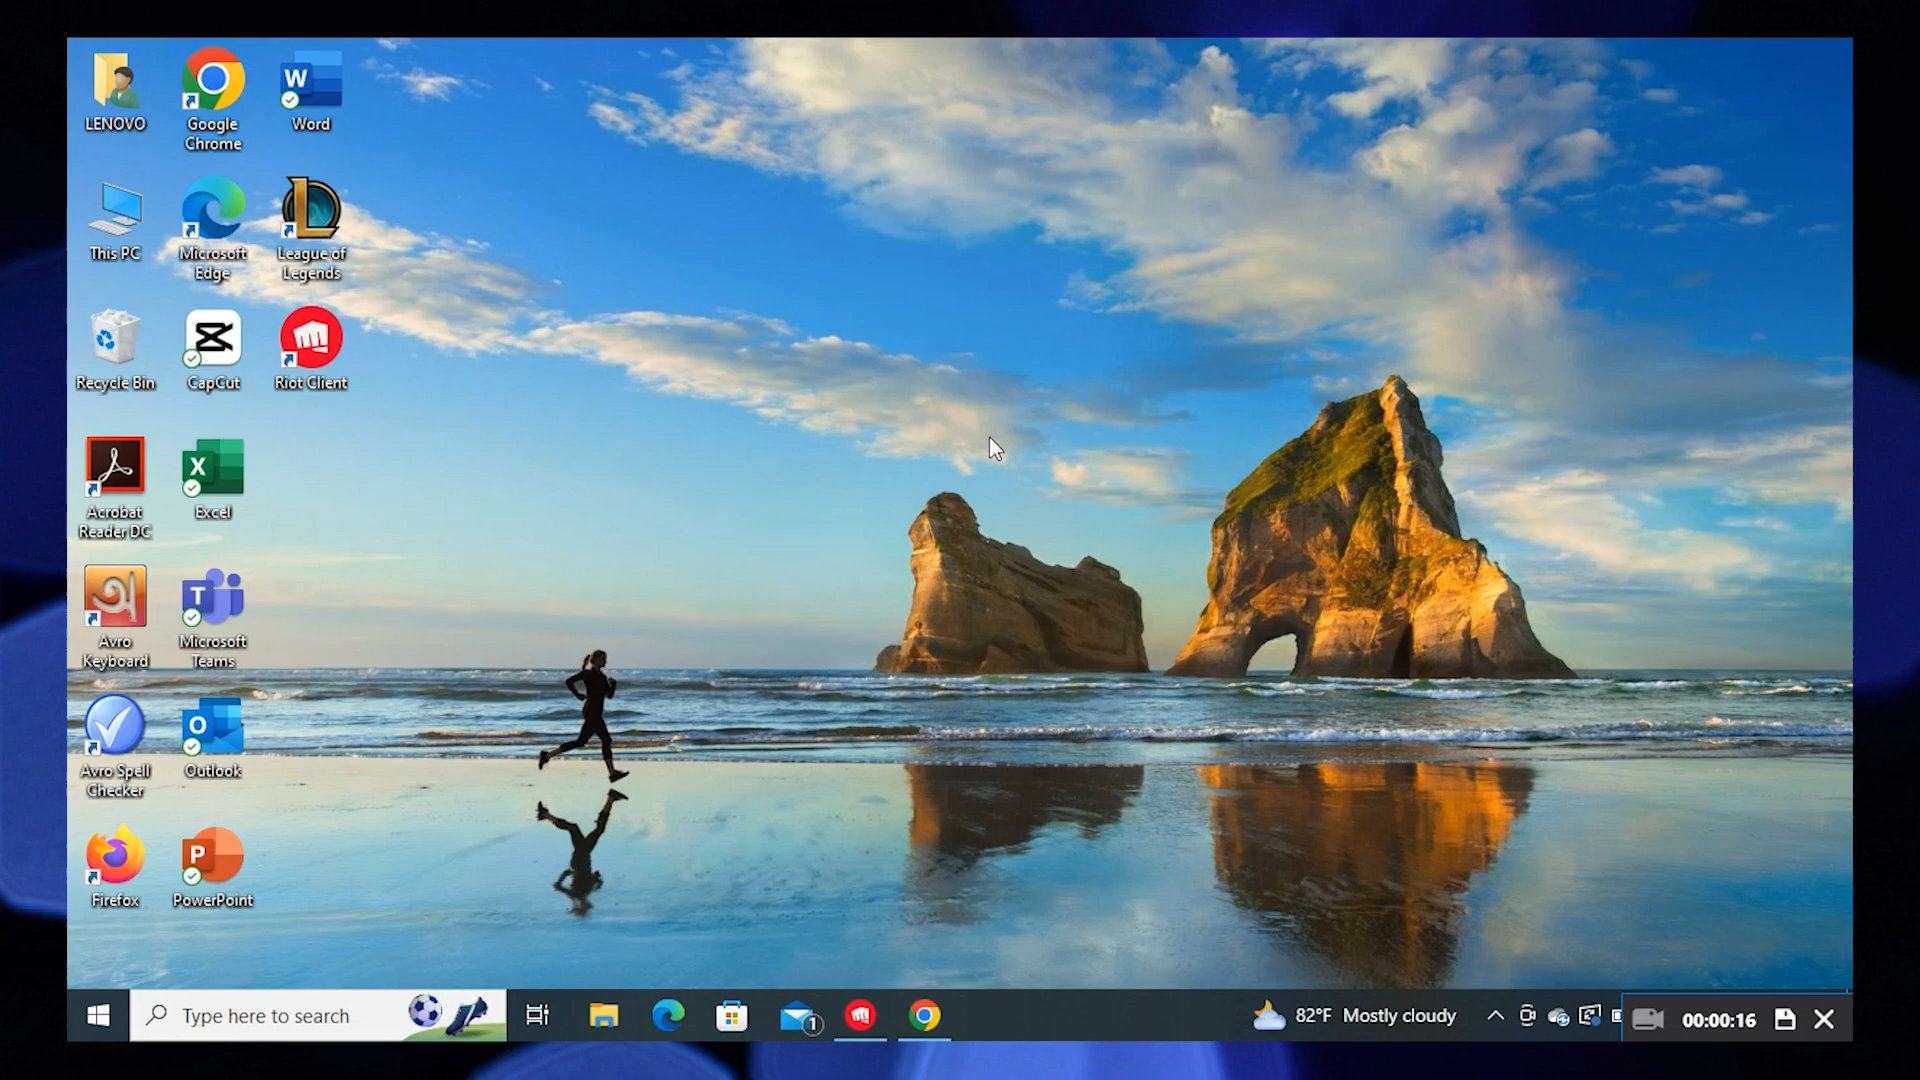 LENOVO
Google
Chrome
Word
This PC
Microsoft
Edge
League of
Legends
Recycle Bin
CapCut
Riot Client
Acrobat
Reader DC
Excel
Avro
Keyboard
Microsoft
Teams
Avro Spell
Checker
Outlook
Firefox
PowerPoint
Type here to search
1
82°F Mostly cloudy
00:00:16